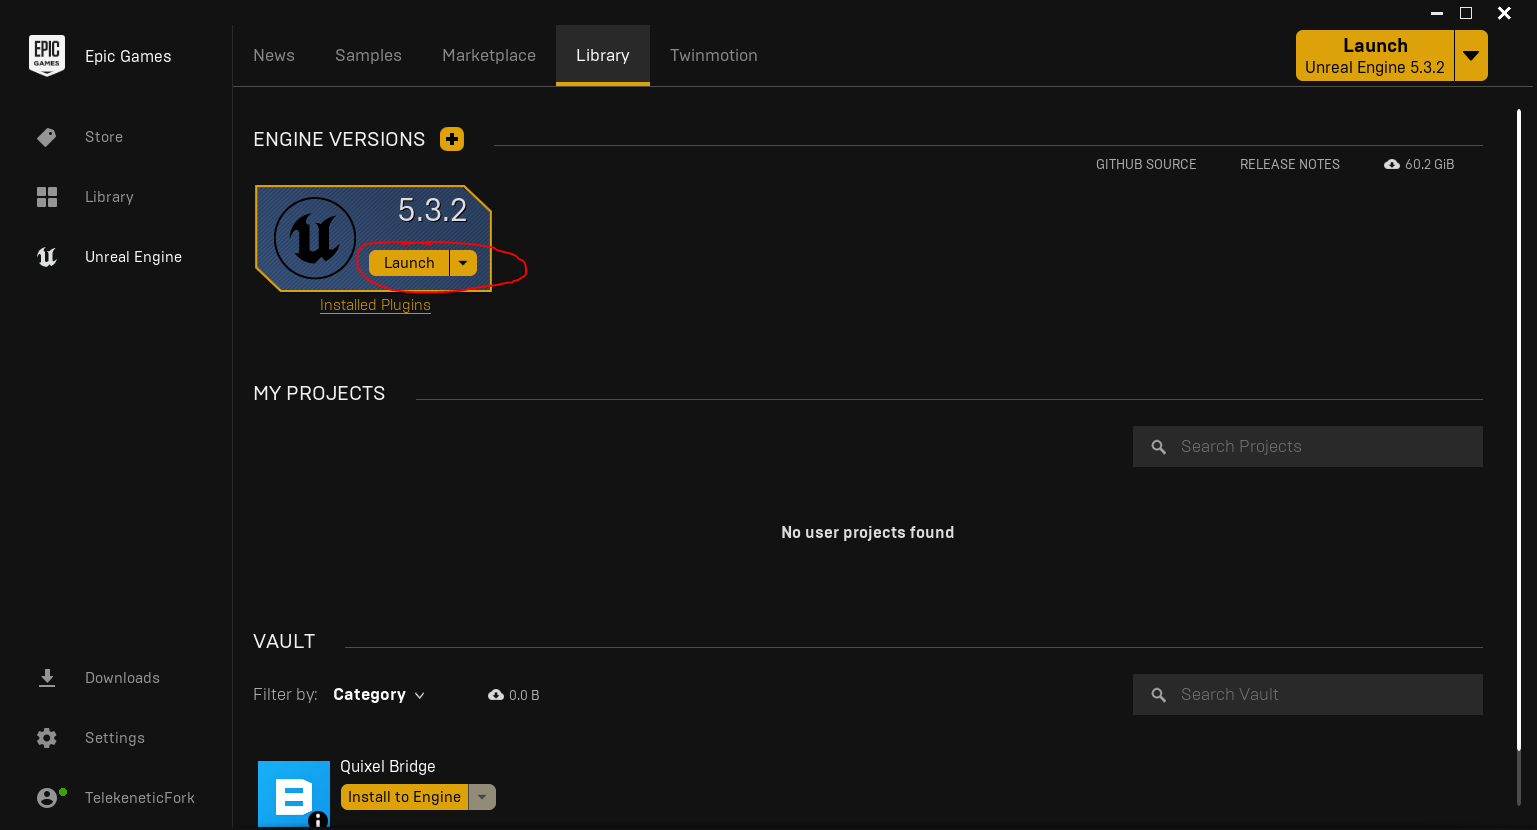 EPIC
GAMES
Epic Games
News
Samples
Marketplace
Library
Twinmotion
Launch
Unreal Engine 5.3.2
Store
Library
Unreal Engine
ENGINE VERSIONS
GITHUB SOURCE
RELEASE NOTES
60.2 GiB
5.3.2
Launch
Installed Plugins
MY PROJECTS
Search Projects
No user projects found
VAULT
Filter by: Category
0.0 B
Search Vault
Quixel Bridge
Install to Engine
Downloads
Settings
TelekeneticFork